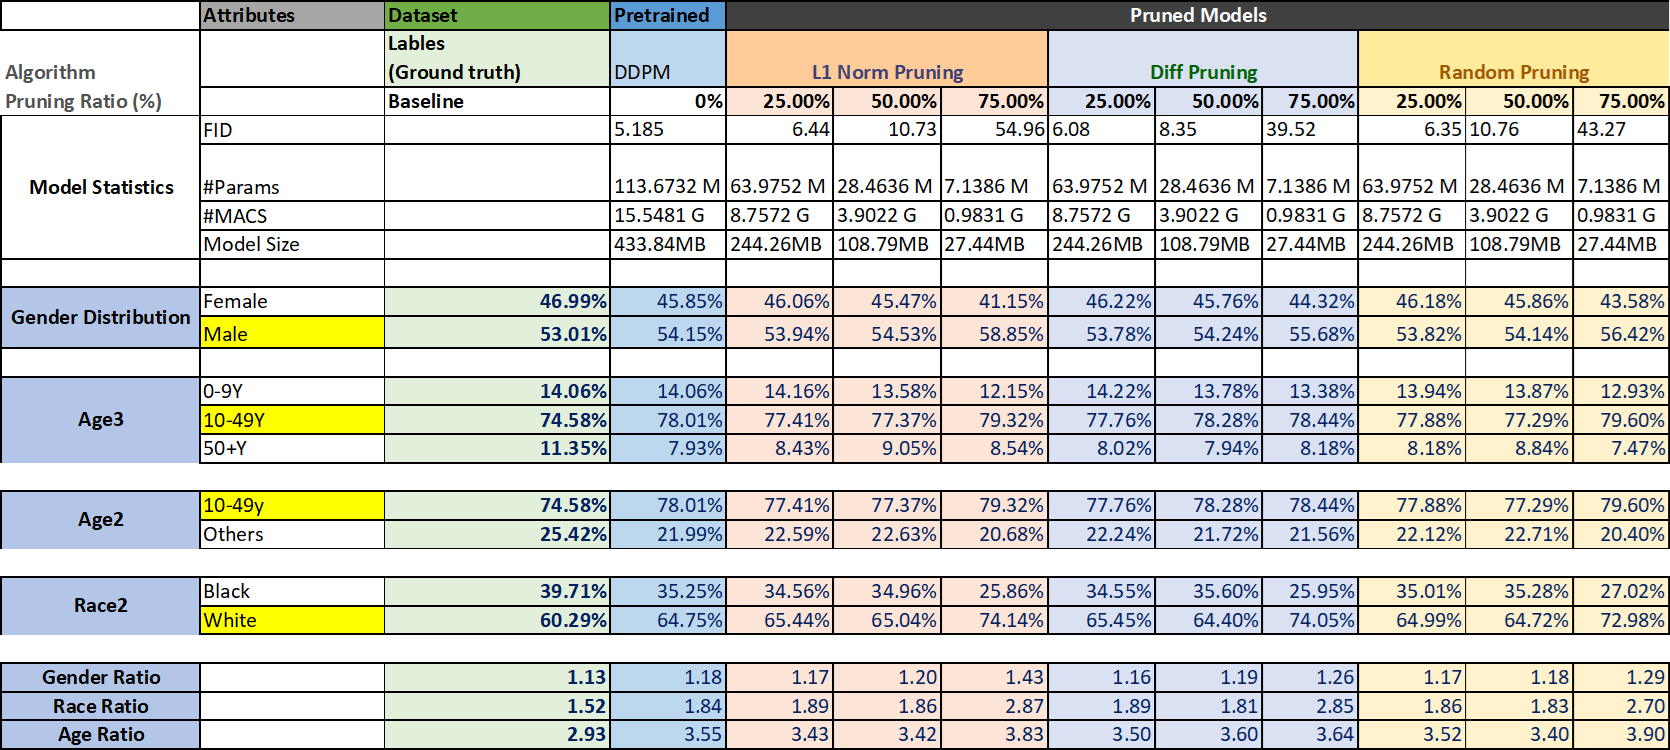 Attributes Dataset Pretrained Pruned Models
Lables
Algorithm (Ground truth) DDPM L1 Norm Pruning Diff Pruning Random Pruning
Pruning Ratio (%) Baseline 0% 25.00% 50.00% 75.00% 25.00% 50.00% 75.00% 25.00% 50.00% 75.00%
FID 5.185 6.44 10.73 54.96 6.08 8.35 39.52 6.35 10.76 43.27
Model Statistics #Params 113.6732 M 63.9752 M 28.4636 M 7.1386 M 63.9752 M 28.4636 M 7.1386 M 63.9752 M 28.4636 M 7.1386 M
#MACS 15.5481 G 8.7572 G 3.9022 G 0.9831 G 8.7572 G 3.9022 G 0.9831 G 8.7572 G 3.9022 G 0.9831 G
Model Size 433.84MB 244.26MB 108.79MB 27.44MB 244.26MB 108.79MB 27.44MB 244.26MB 108.79MB 27.44MB
Gender Distribution
Female 46.99% 45.85% 46.06% 45.47% 41.15% 46.22% 45.76% 44.32% 46.18% 45.86% 43.58%
Male 53.01% 54.15% 53.94% 54.53% 58.85% 53.78% 54.24% 55.68% 53.82% 54.14% 56.42%
0-9Y 14.06% 14.06% 14.16% 13.58% 12.15% 14.22% 13.78% 13.38% 13.94% 13.87% 12.93%
Age3 10-49Y 74.58% 78.01% 77.41% 77.37% 79.32% 77.76% 78.28% 78.44% 77.88% 77.29% 79.60%
50+Y 11.35% 7.93% 8.43% 9.05% 8.54% 8.02% 7.94% 8.18% 8.18% 8.84% 7.47%
Age2
10-49y 74.58% 78.01% 77.41% 77.37% 79.32% 77.76% 78.28% 78.44% 77.88% 77.29% 79.60%
Others 25.42% 21.99% 22.59% 22.63% 20.68% 22.24% 21.72% 21.56% 22.12% 22.71% 20.40%
Race2
Black 39.71% 35.25% 34.56% 34.96% 25.86% 34.55% 35.60% 25.95% 35.01% 35.28% 27.02%
White 60.29% 64.75% 65.44% 65.04% 74.14% 65.45% 64.40% 74.05% 64.99% 64.72% 72.98%
Gender Ratio 1.13 1.18 1.17 1.20 1.43 1.16 1.19 1.26 1.17 1.18 1.29
Race Ratio 1.52 1.84 1.89 1.86 2.87 1.89 1.81 2.85 1.86 1.83 2.70
Age Ratio 2.93 3.55 3.43 3.42 3.83 3.50 3.60 3.64 3.52 3.40 3.90